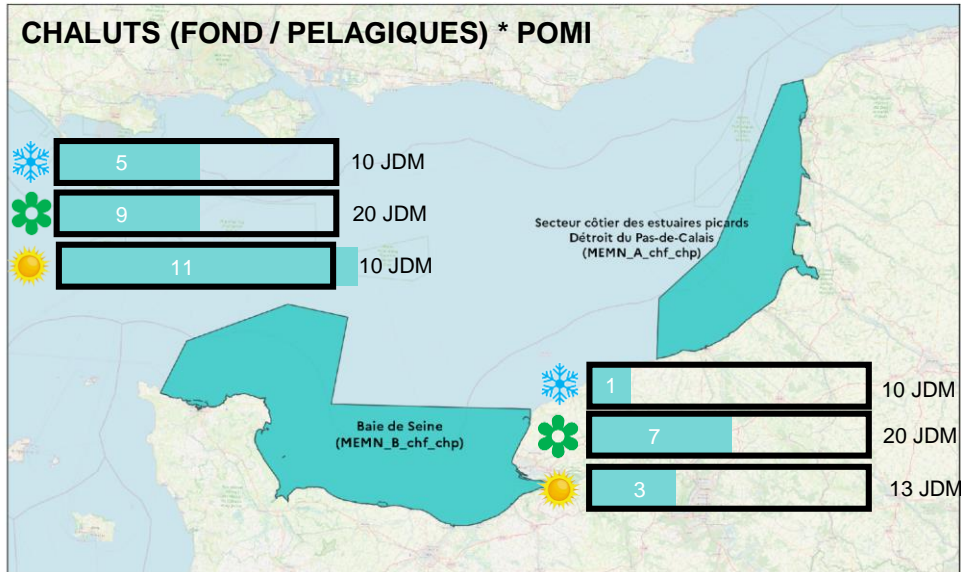 CHALUTS (FOND / PELAGIQUES) * POMI
5
10 JDM
9
20 JDM
11
10 JDM
Secteur côtier des estuaires picards
Détroit du Pas-de-Calais
(MEMN_A_chf_chp)
Baie de Seine
(MEMN_B_chf_chp)
1
10 JDM
7
20 JDM
3
13 JDM